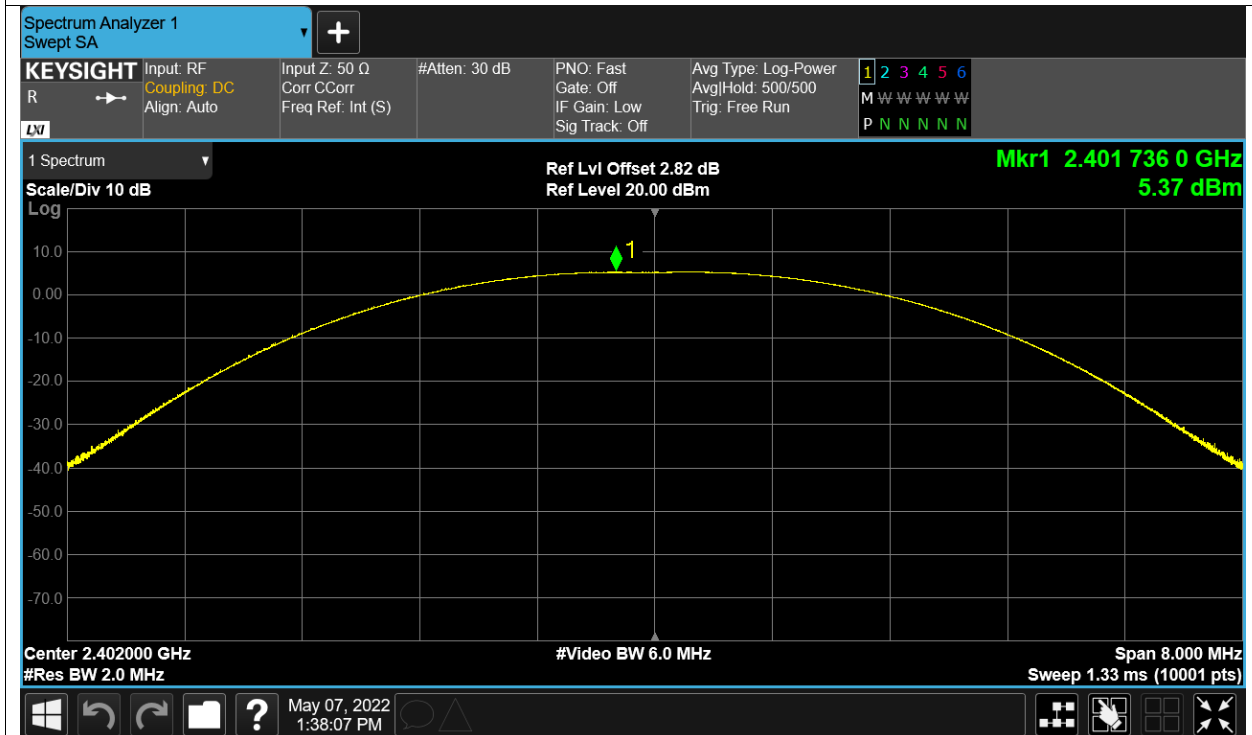 Spectrum Analyzer 1
Swept SA
KEYSIGHT
R
LXI
Input: RF
Coupling: DC
Align: Auto
Input Z: 50 Ω
Corr CCorr
Freq Ref: Int (S)
#Atten: 30 dB
PNO: Fast
Gate: Off
IF Gain: Low
Sig Track: Off
Avg Type: Log-Power
Avg|Hold: 500/500
Trig: Free Run
1 2 3 4 5 6
M W W W W W
P N N N N N
1 Spectrum
Scale/Div 10 dB
Log
Ref Lvl Offset 2.82 dB
Ref Level 20.00 dBm
Mkr1 2.401 736 0 GHz
5.37 dBm
1
10.0
0.00
-10.0
-20.0
-30.0
-40.0
-50.0
-60.0
-70.0
Center 2.402000 GHz
#Res BW 2.0 MHz
#Video BW 6.0 MHz
Span 8.000 MHz
Sweep 1.33 ms (10001 pts)
?
May 07, 2022
1:38:07 PM